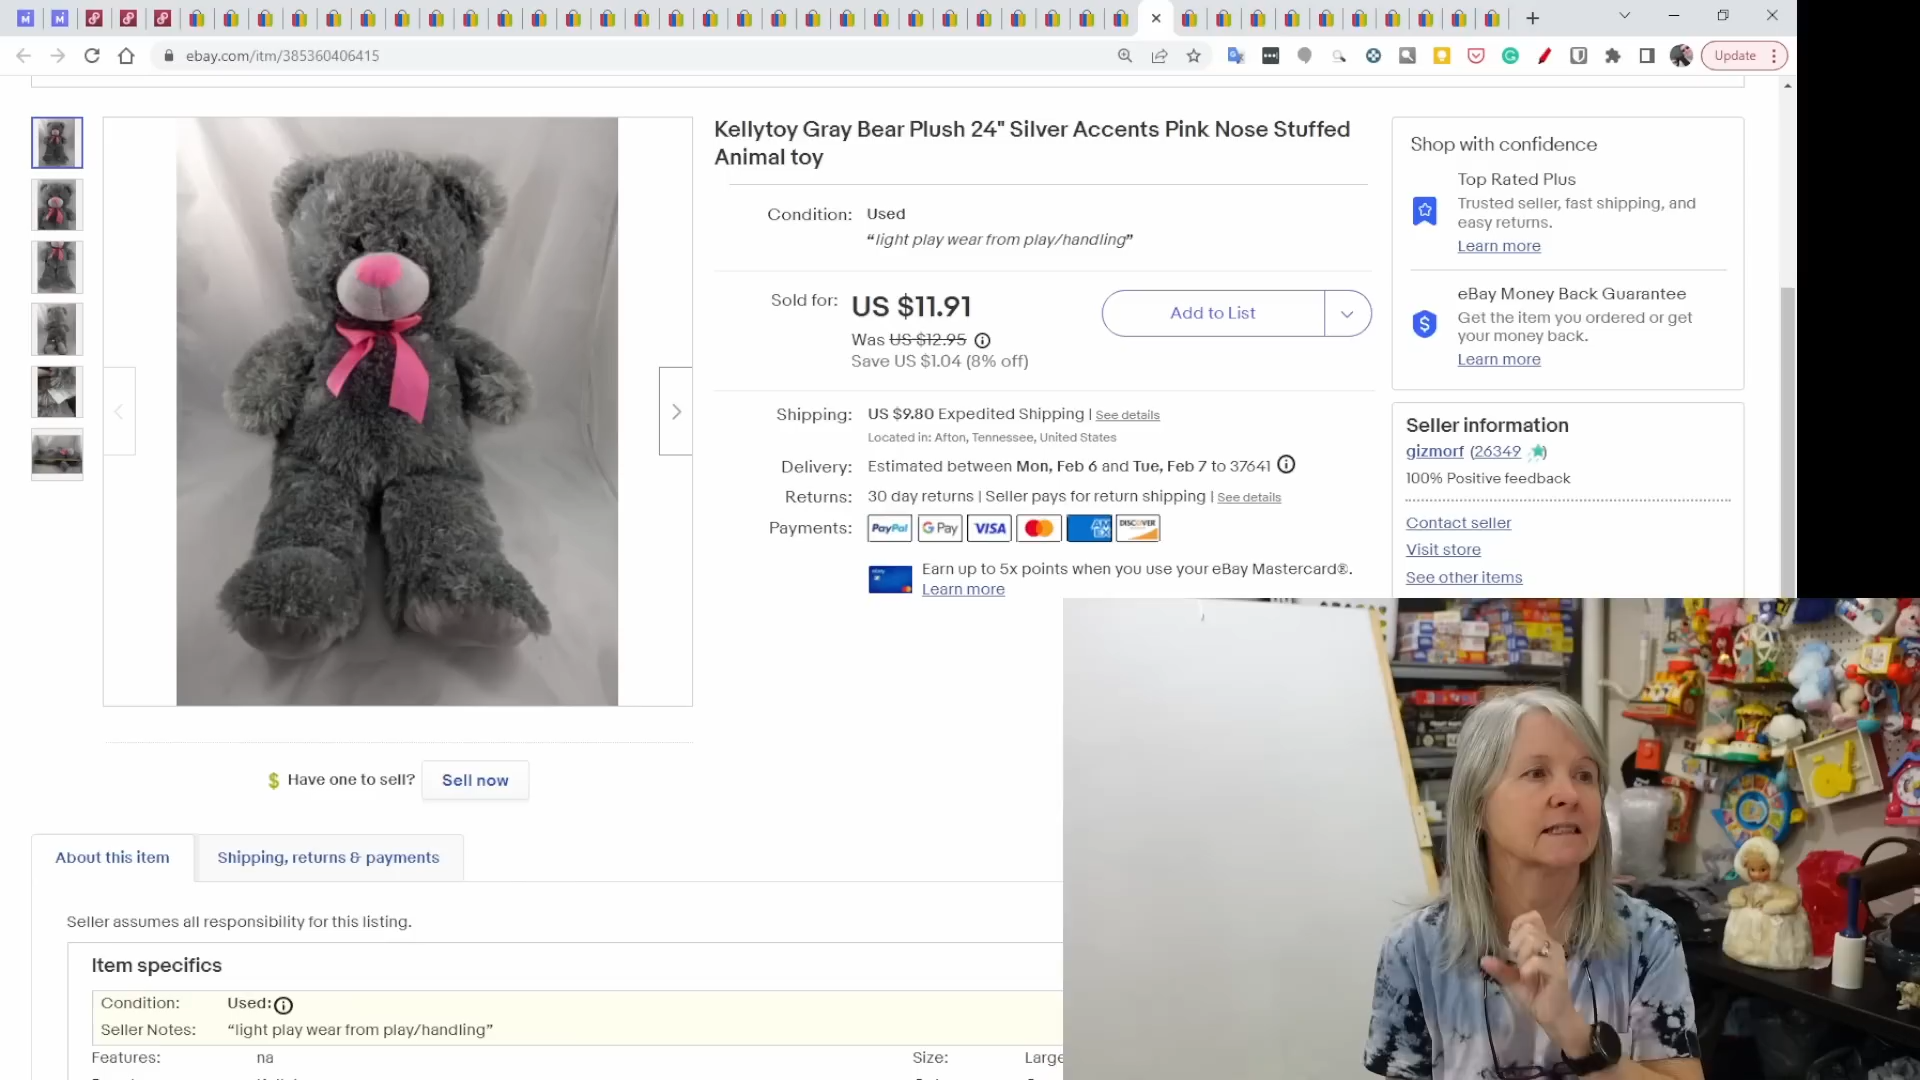 ebay.com/itm/385360406415
Update
Kellytoy Gray Bear Plush 24" Silver Accents Pink Nose Stuffed
Animal toy
Condition: Used
“light play wear from play/handling”
Sold for: US $11.91
Add to List
Was US $12.95
Save US $1.04 (8% off)
Shipping: US $9.80 Expedited Shipping | See details
Located in: Afton, Tennessee, United States
Delivery: Estimated between Mon, Feb 6 and Tue, Feb 7 to 37641
Returns: 30 day returns | Seller pays for return shipping | See details
Payments: PayPal G Pay VISA AM EX DISCOVER
Earn up to 5x points when you use your eBay Mastercard®.
Learn more
Shop with confidence
Top Rated Plus
Trusted seller, fast shipping, and
easy returns.
Learn more
eBay Money Back Guarantee
Get the item you ordered or get
your money back.
Learn more
Seller information
gizmorf (26349)
100% Positive feedback
Contact seller
Visit store
See other items
Have one to sell? Sell now
About this item
Shipping, returns & payments
Seller assumes all responsibility for this listing.
Item specifics
Condition: Used:
Seller Notes: “light play wear from play/handling”
Features: na
Size: Large